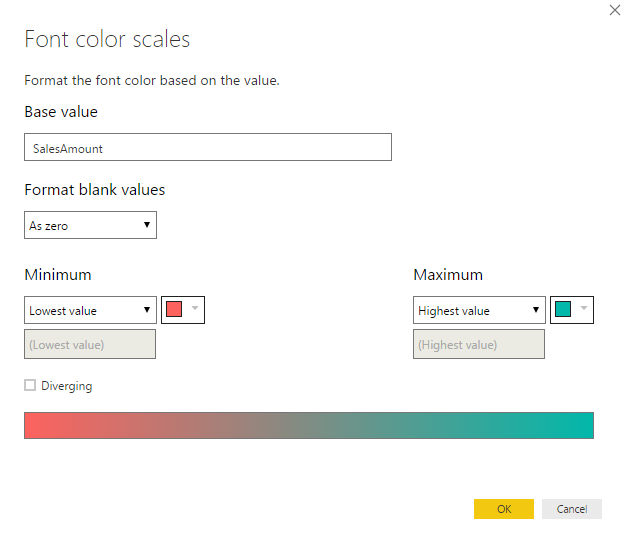 Font color scales
Format the font color based on the value.
Base value
SalesAmount
Format blank values
As zero
Minimum
Maximum
Lowest value
Highest value
(Lowest value)
(Highest value)
Diverging
OK
Cancel